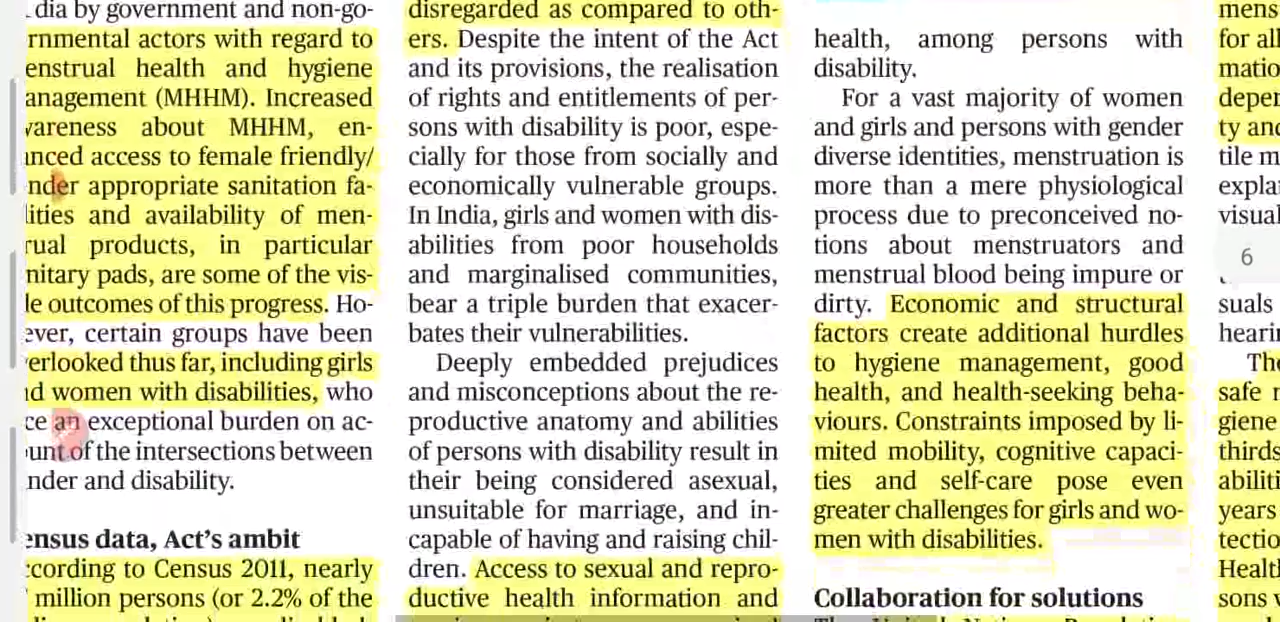 dia by government and non-go-
rnmental actors with regard to
enstrual health and hygiene
anagement (MHHM). Increased
wareness about MHHM, en-
anced access to female friendly/
nder appropriate sanitation fa-
lities and availability of men-
rual products, in particular
nitary pads, are some of the vis-
le outcomes of this progress. Ho-
ever, certain groups have been
verlooked thus far, including girls
nd women with disabilities, who
ce an exceptional burden on ac-
unt of the intersections between
nder and disability.
ensus data, Act's ambit
ccording to Census 2011, nearly
million persons (or 2.2% of the
disregarded as compared to oth-
ers. Despite the intent of the Act
and its provisions, the realisation
of rights and entitlements of per-
sons with disability is poor, espe-
cially for those from socially and
economically vulnerable groups.
In India, girls and women with dis-
abilities from poor households
and marginalised communities,
bear a triple burden that exacer-
bates their vulnerabilities.
Deeply embedded prejudices
and misconceptions about the re-
productive anatomy and abilities
of persons with disability result in
their being considered asexual,
unsuitable for marriage, and in-
capable of having and raising chil-
dren. Access to sexual and repro-
ductive health information and
health, among persons with
disability.
For a vast majority of women
and girls and persons with gender
diverse identities, menstruation is
more than a mere physiological
process due to preconceived no-
tions about menstruators and
menstrual blood being impure or
dirty. Economic and structural
factors create additional hurdles
to hygiene management, good
health, and health-seeking beha-
viours. Constraints imposed by li-
mited mobility, cognitive capaci-
ties and self-care pose even
greater challenges for girls and wo-
men with disabilities.
Collaboration for solutions
mens
for all
matio
depen
ty and
tile m
expla
visual
6
suals
hearin
The
safe
giene
thirds
abiliti
years
tectio
Healt
sons